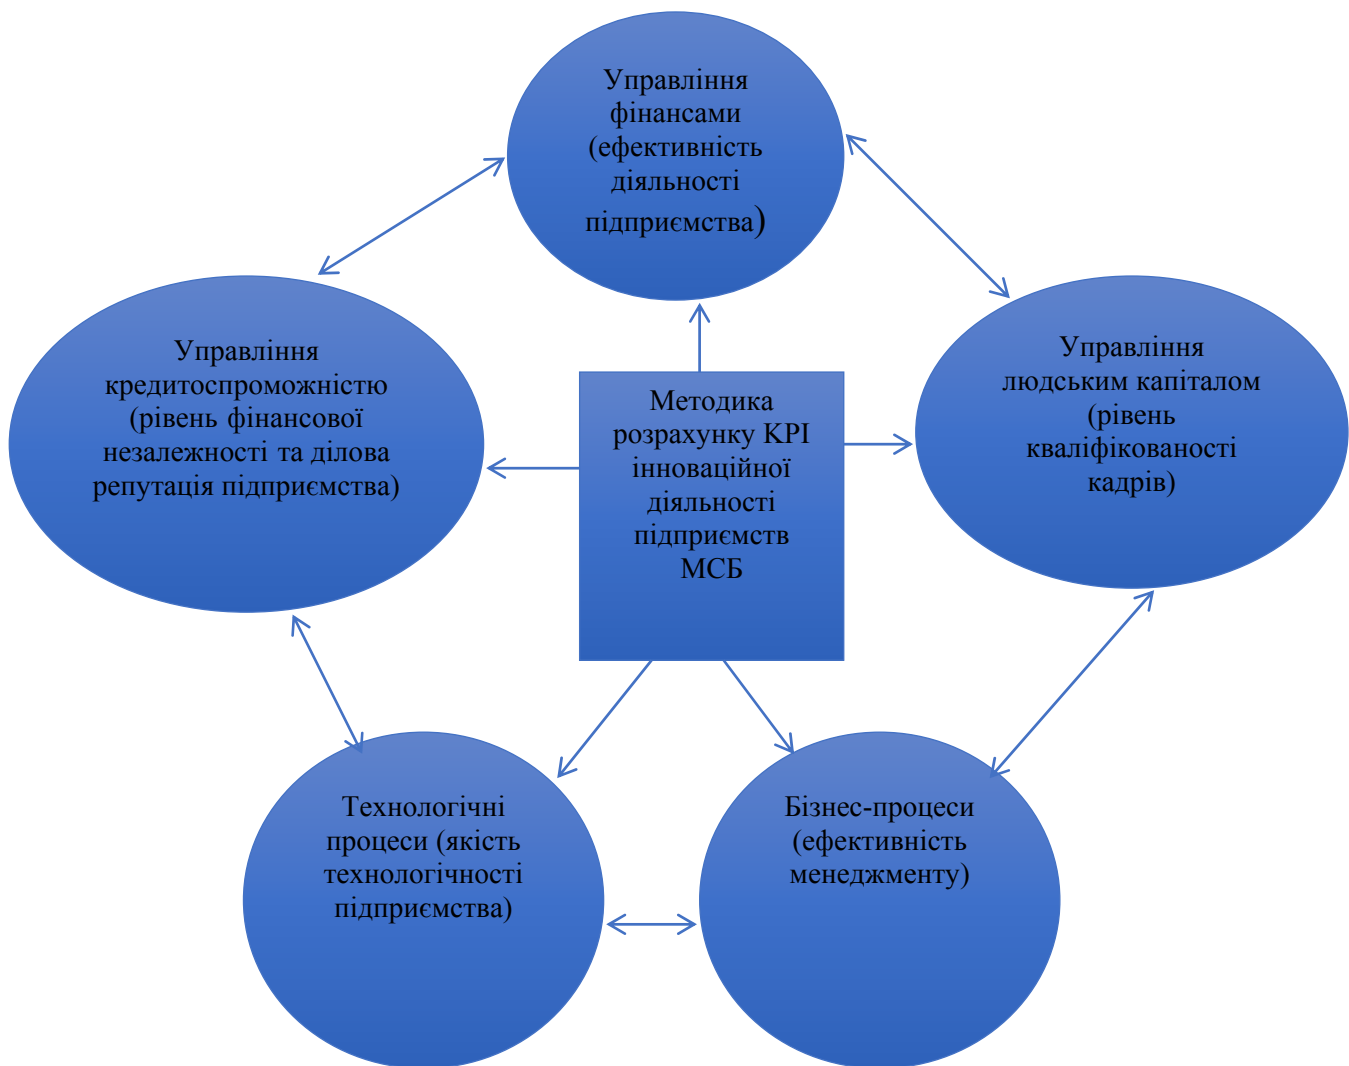 Управління
фінансами
(ефективність
діяльності
підприємства)
Управління
кредитоспроможністю
(рівень фінансової
незалежності та ділова
репутація підприємства)
Методика
розрахунку KPI
інноваційної
діяльності
підприємств
МСБ
Управління
людським капіталом
(рівень
кваліфікованості
кадрів)
Технологічні
процеси (якість
технологічності
підприємства)
Бізнес-процеси
(ефективність
менеджменту)